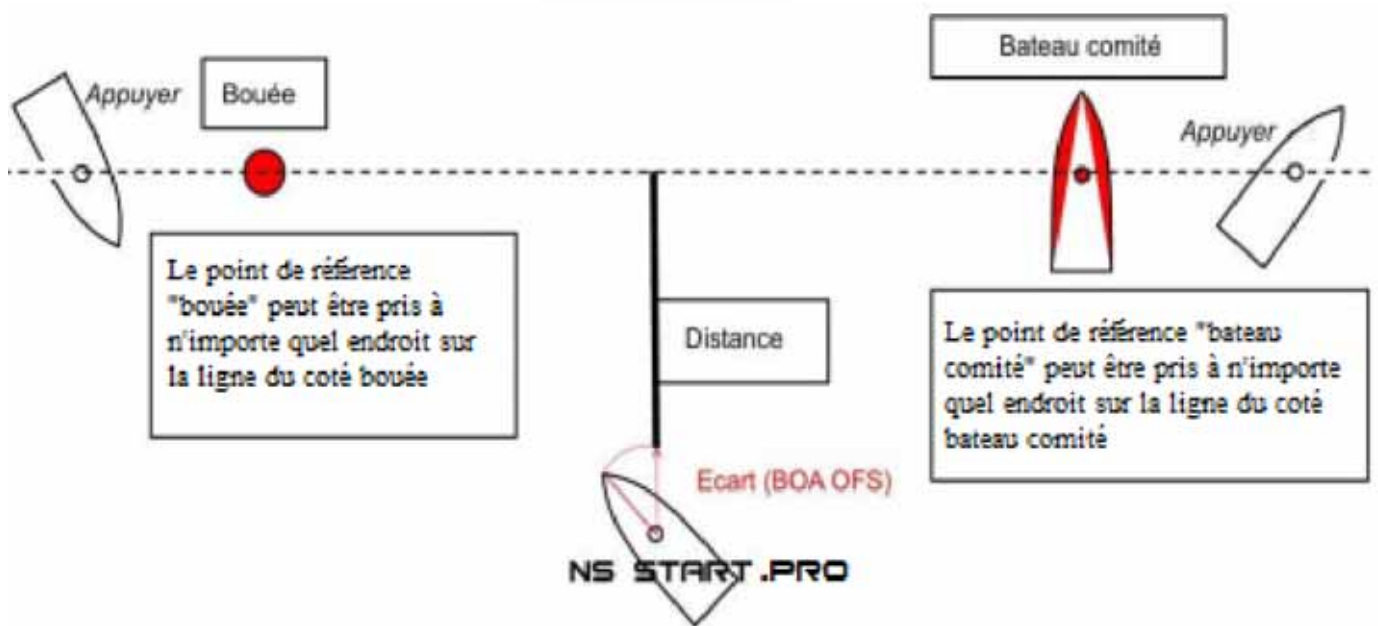 Bateau comité
Appuyer
Bouée
Appuyer
Le point de référence
"bouée" peut être pris à
n'importe quel endroit sur
la ligne du coté bouée
Distance
Le point de référence "bateau
comité" peut être pris à n'importe
quel endroit sur la ligne du coté
bateau comité
Ecart (BOA OFS)
NS START.PRO